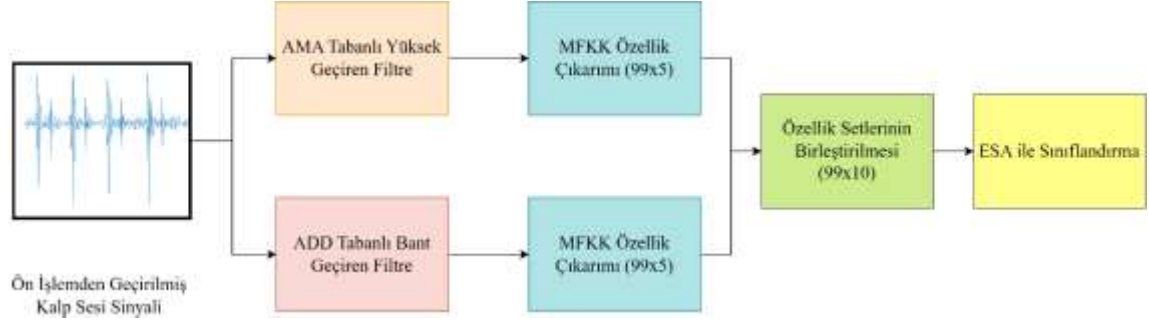 AMA Tabanlı Yüksek
Geçiren Filtre
MFKK Özellik
Çıkarımı (99x5)
Özellik Setlerinin
Birleştirilmesi
(99x10)
ESA ile Sınıflandırma
ADD Tabanlı Bant
Geçiren Filtre
MFKK Özellik
Çıkarımı (99x5)
Ön İşlemden Geçirilmiş
Kalp Sesi Sinyali